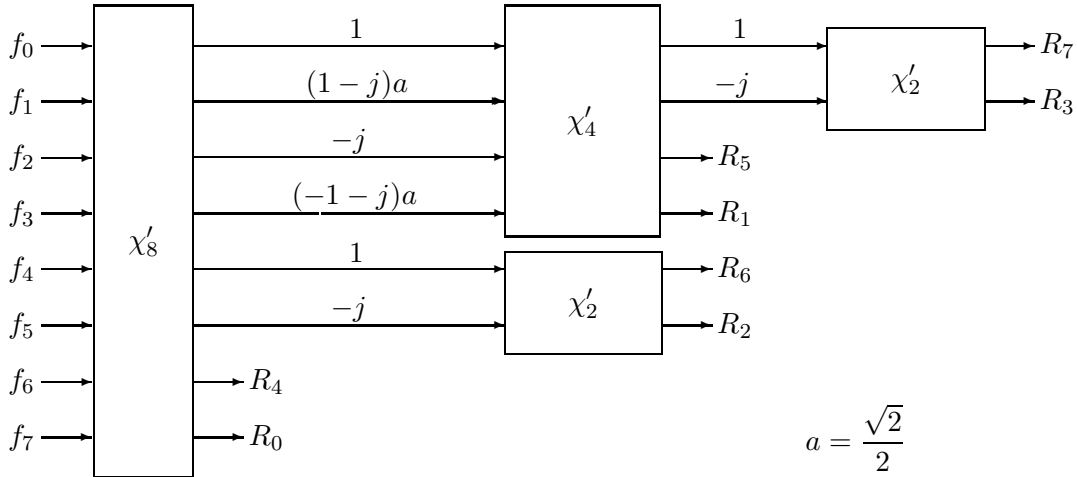 f₀ 1 1 R₇
f₁ (1 − j)a −j χ′₂ R₃
f₂ −j χ′₄ R₅
f₃ (−1 − j)a R₁
χ′₈
f₄ 1 R₆
f₅ −j χ′₂ R₂
f₆ R₄
f₇ R₀ a = √2/2